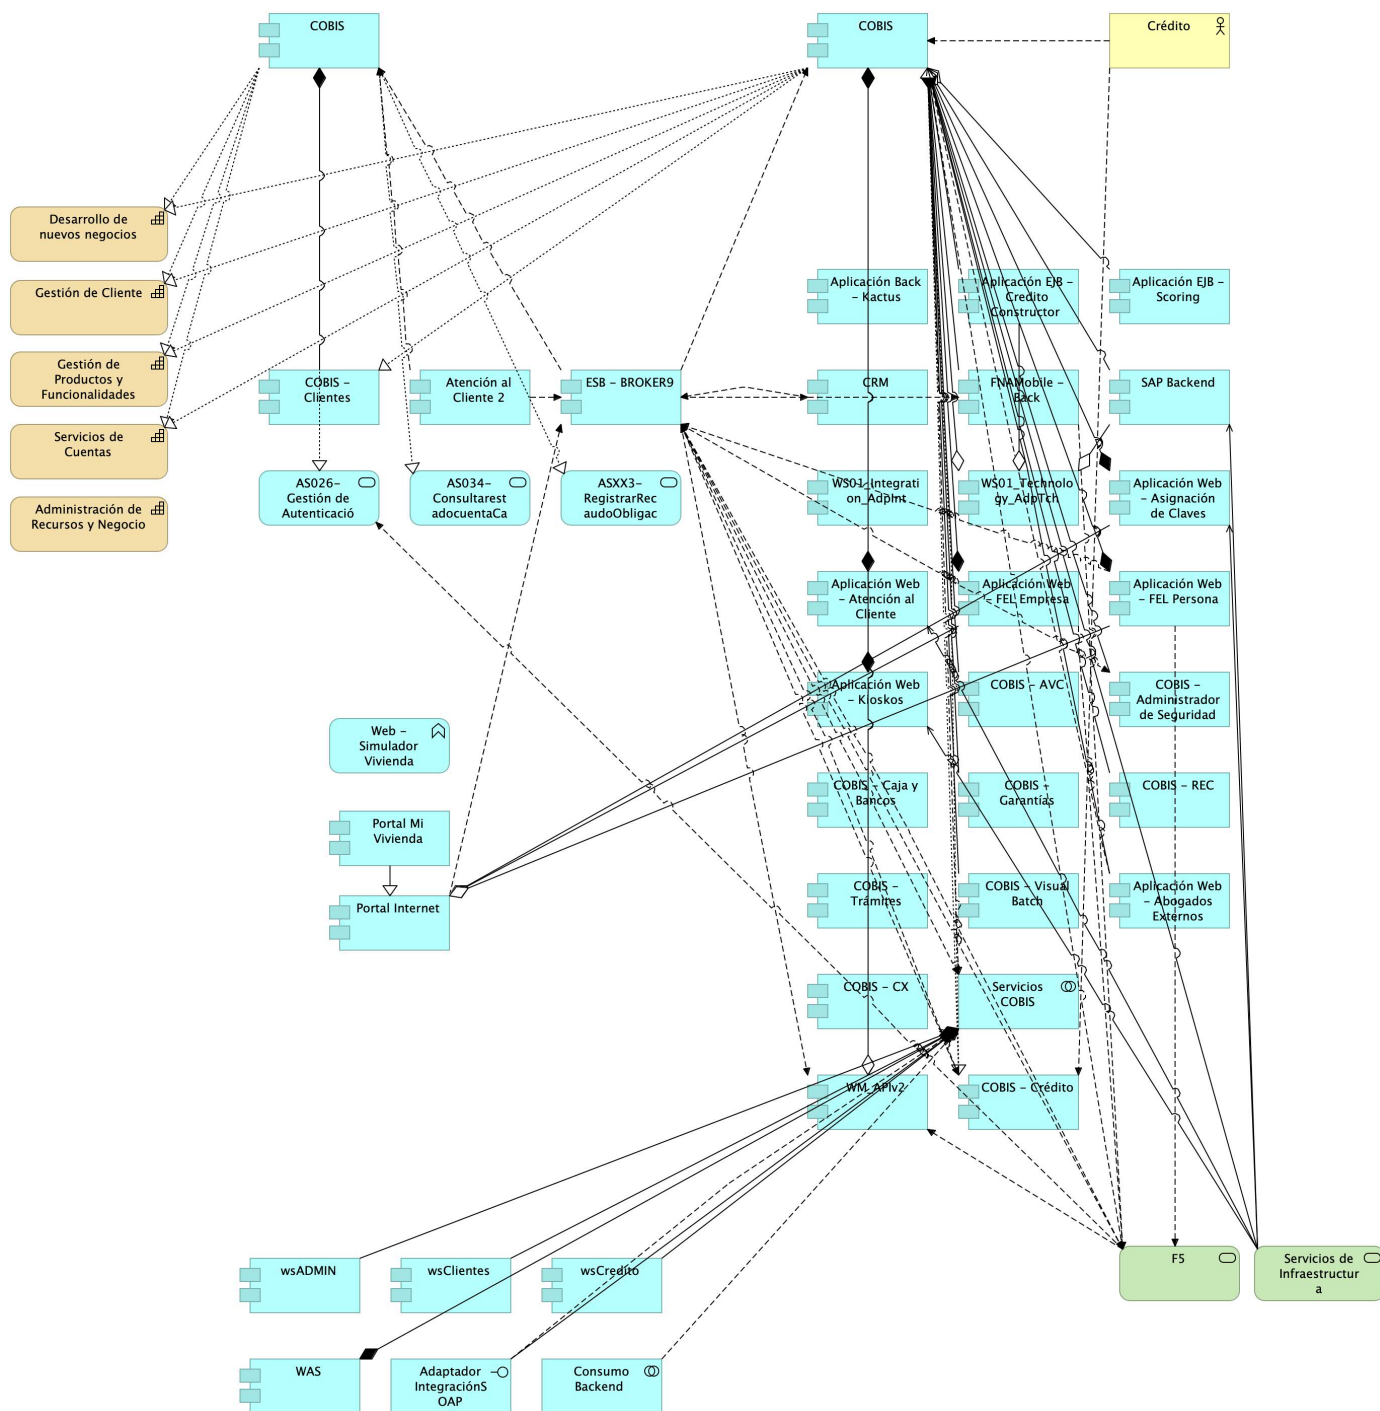 COBIS
COBIS
Crédito
Desarrollo de
nuevos negocios
Gestión de Cliente
Aplicación Back
– Kactus
Aplicación EJB –
Credito
Constructor
Aplicación EJB –
Scoring
Gestión de
Productos y
Funcionalidades
COBIS –
Clientes
Atención al
Cliente 2
ESB – BROKER9
CRM
FNAMobile –
Back
SAP Backend
Servicios de
Cuentas
AS026–
Gestión de
Autenticació
AS034–
Consultarest
adocuentaCa
ASXX3–
RegistrarRec
audoObligac
WS01_Integrati
on_AdpInt
WS01_Technolo
gy_AdpTch
Aplicación Web
– Asignación
de Claves
Administración de
Recursos y Negocio
Aplicación Web
– Atención al
Cliente
Aplicación Web
– FEL Empresa
Aplicación Web
– FEL Persona
Aplicación Web
– Kioskos
COBIS – AVC
COBIS –
Administrador
de Seguridad
Web –
Simulador
Vivienda
COBIS – Caja y
Bancos
COBIS –
Garantías
COBIS – REC
Portal Mi
Vivienda
COBIS –
Trámites
COBIS – Visual
Batch
Aplicación Web
– Abogados
Externos
Portal Internet
COBIS – CX
Servicios
COBIS
WM_APIv2
COBIS – Crédito
F5
Servicios de
Infraestructur
a
wsADMIN
wsClientes
wsCredito
WAS
Adaptador
IntegraciónS
OAP
Consumo
Backend